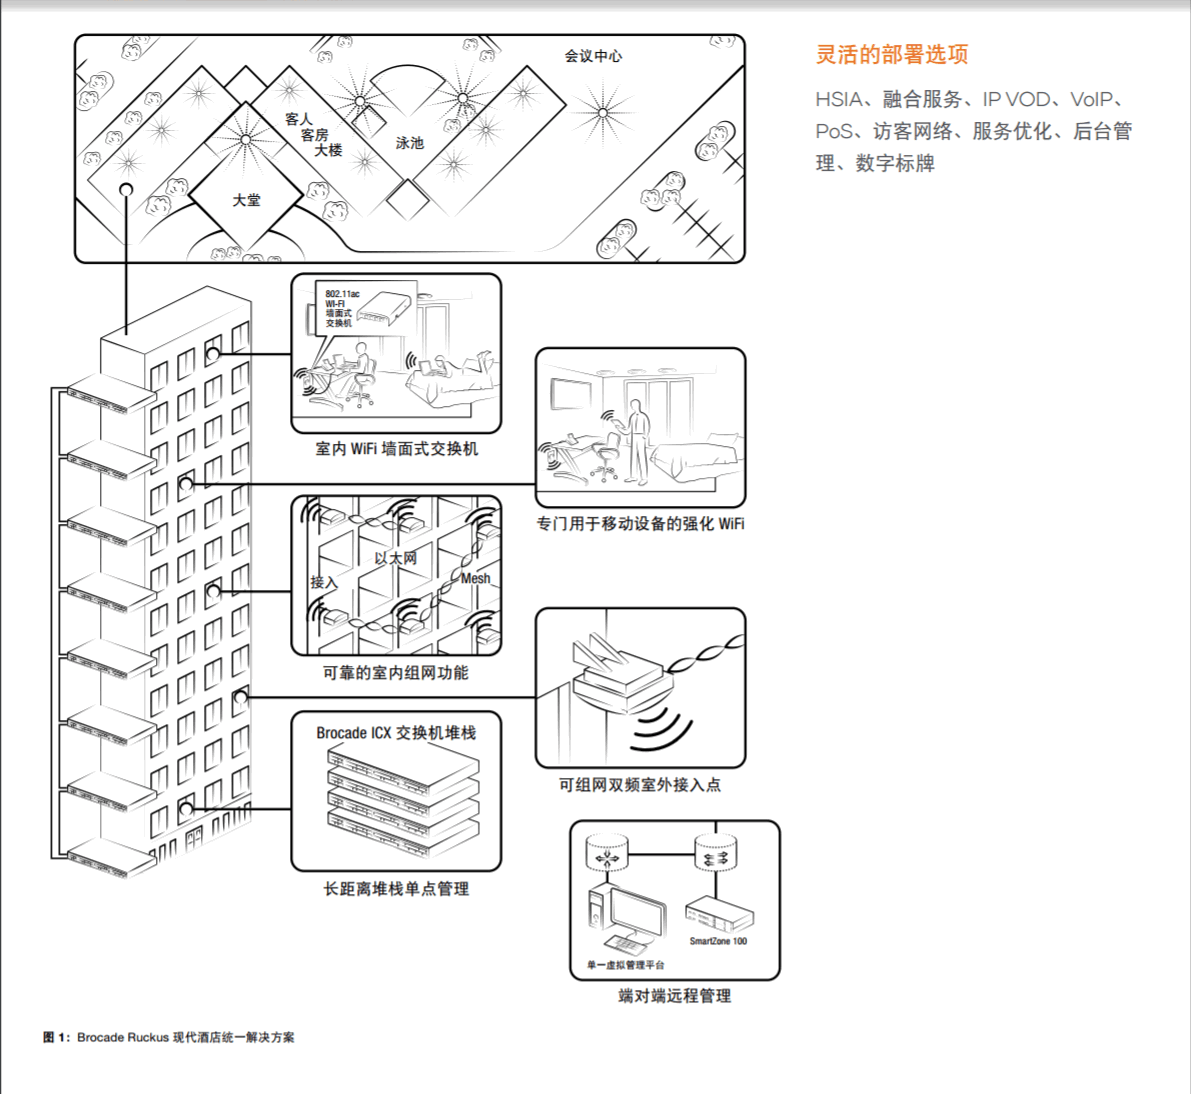 会议中心
客人
客房
大楼
泳池
大堂
灵活的部署选项
HSIA、融合服务、IP VOD、VoIP、
PoS、访客网络、服务优化、后台管
理、数字标牌
802.11ac
WI-FI
墙面式
交换机
室内 WiFi 墙面式交换机
专门用于移动设备的强化 WiFi
以太网
接入
Mesh
可靠的室内组网功能
可组网双频室外接入点
Brocade ICX 交换机堆栈
长距离堆栈单点管理
SmartZone 100
单一虚拟管理平台
端对端远程管理
图 1： Brocade Ruckus 现代酒店统一解决方案